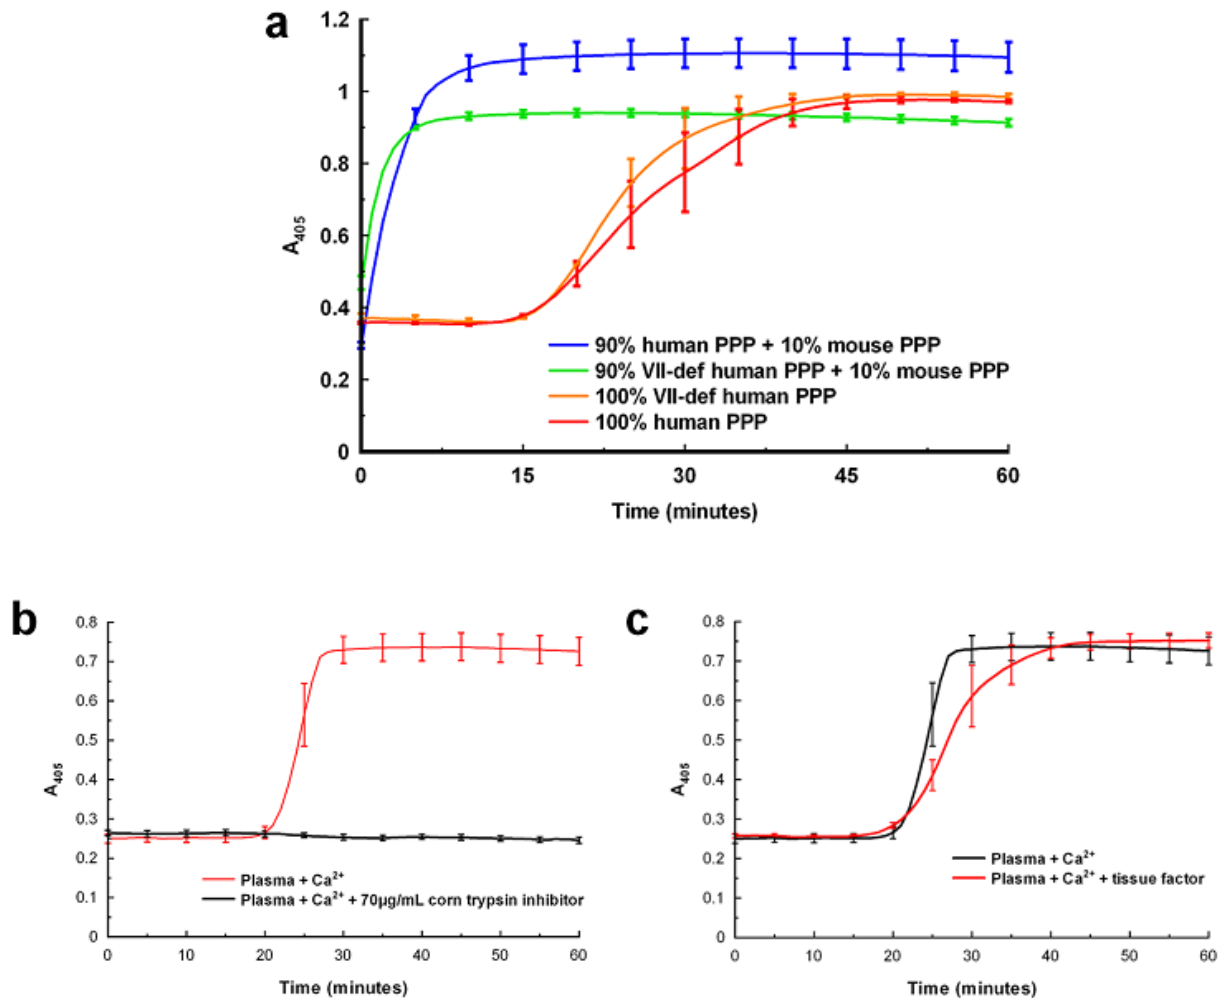 a
1.2
1
0.8
0.6
0.4
0.2
0
A405
90% human PPP + 10% mouse PPP
90% VII-def human PPP + 10% mouse PPP
100% VII-def human PPP
100% human PPP
0 15 30 45 60
Time (minutes)
b
0.8
0.7
0.6
0.5
0.4
0.3
0.2
0.1
0
A405
Plasma + Ca²⁺
Plasma + Ca²⁺ + 70µg/mL corn trypsin inhibitor
0 10 20 30 40 50 60
Time (minutes)
c
0.8
0.7
0.6
0.5
0.4
0.3
0.2
0.1
0
A405
Plasma + Ca²⁺
Plasma + Ca²⁺ + tissue factor
0 10 20 30 40 50 60
Time (minutes)